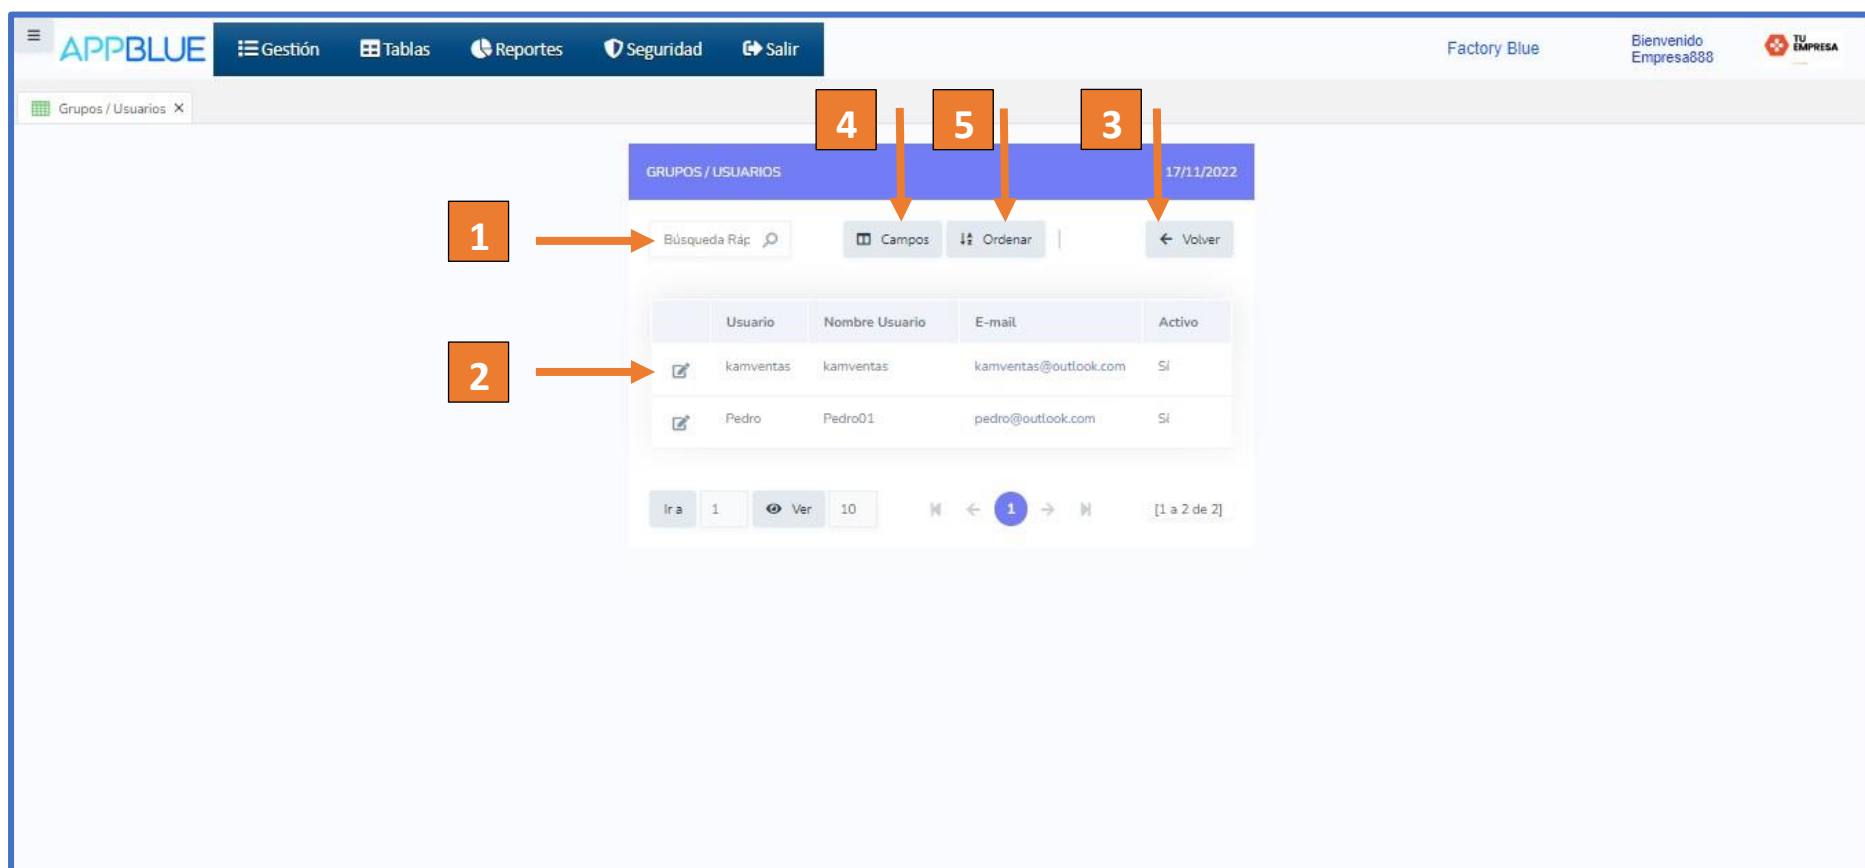 APPBLUE Gestión Tablas Reportes Seguridad Salir Factory Blue Bienvenido Empresa888 TU EMPRESA
Grupos / Usuarios
4 5 3
GRUPOS / USUARIOS 17/11/2022
1
Búsqueda Ráp Campos Ordenar Volver
Usuario Nombre Usuario E-mail Activo
2
kamventas kamventas kamventas@outlook.com Sí
Pedro Pedro01 pedro@outlook.com Sí
Ir a 1 Ver 10 1 [1 a 2 de 2]